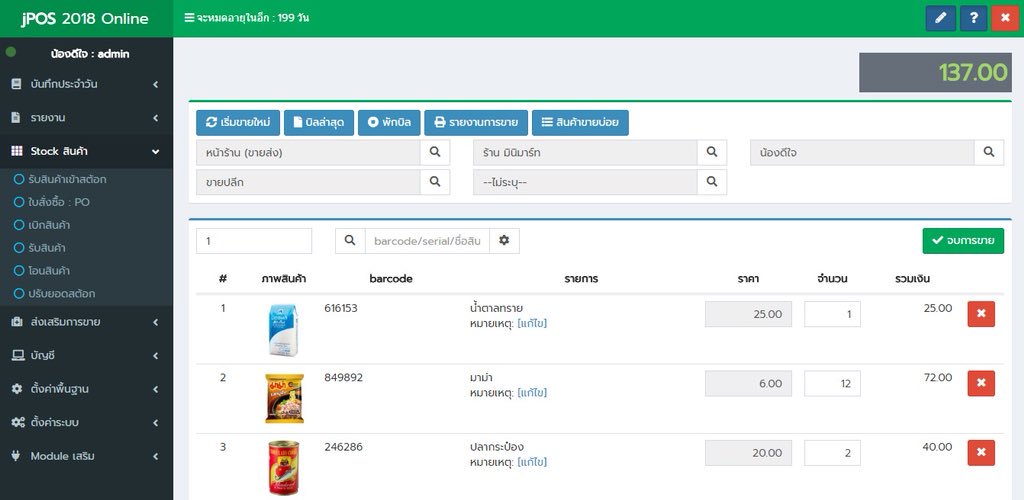 jPOS 2018 Online
จะหมดอายุในอีก : 199 วัน
น้องดีใจ : admin
137.00
บันทึกประจำวัน
รายงาน
Stock สินค้า
รับสินค้าเข้าสต้อก
ใบสั่งซื้อ : PO
เบิกสินค้า
รับสินค้า
โอนสินค้า
ปรับยอดสต้อก
ส่งเสริมการขาย
บัญชี
ตั้งค่าพื้นฐาน
ตั้งค่าระบบ
Module เสริม
เริ่มขายใหม่ บิลล่าสุด พักบิล รายงานการขาย สินค้าขายบ่อย
หน้าร้าน (ขายส่ง) ร้าน มินิมาร์ท น้องดีใจ
ขายปลีก --ไม่ระบุ--
1 barcode/serial/ชื่อสิน จบการขาย
# ภาพสินค้า barcode รายการ ราคา จำนวน รวมเงิน
1 616153 น้ำตาลทราย 25.00 1 25.00
หมายเหตุ: [แก้ไข]
2 849892 มาม่า 6.00 12 72.00
หมายเหตุ: [แก้ไข]
3 246286 ปลากระป๋อง 20.00 2 40.00
หมายเหตุ: [แก้ไข]